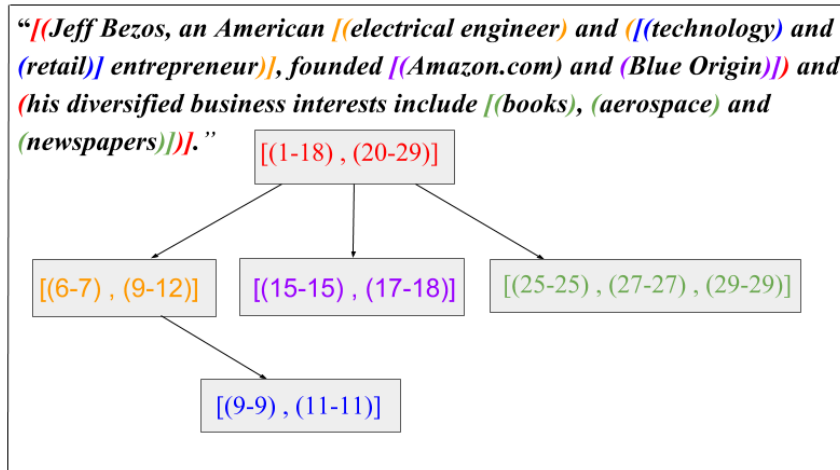 “[(Jeff Bezos, an American [(electrical engineer) and ([(technology) and
(retail)] entrepreneur)], founded [(Amazon.com) and (Blue Origin)]) and
(his diversified business interests include [(books), (aerospace) and
(newspapers)])].”
[(1-18) , (20-29)]
[(6-7) , (9-12)]
[(15-15) , (17-18)]
[(25-25) , (27-27) , (29-29)]
[(9-9) , (11-11)]